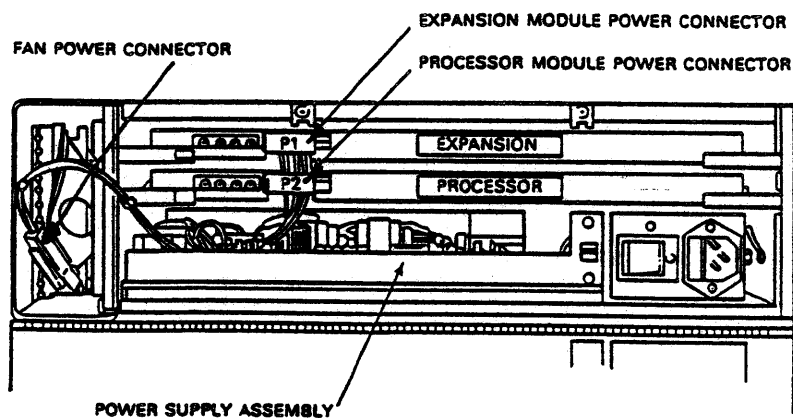 EXPANSION MODULE POWER CONNECTOR
FAN POWER CONNECTOR
PROCESSOR MODULE POWER CONNECTOR
P1
EXPANSION
P2
PROCESSOR
POWER SUPPLY ASSEMBLY